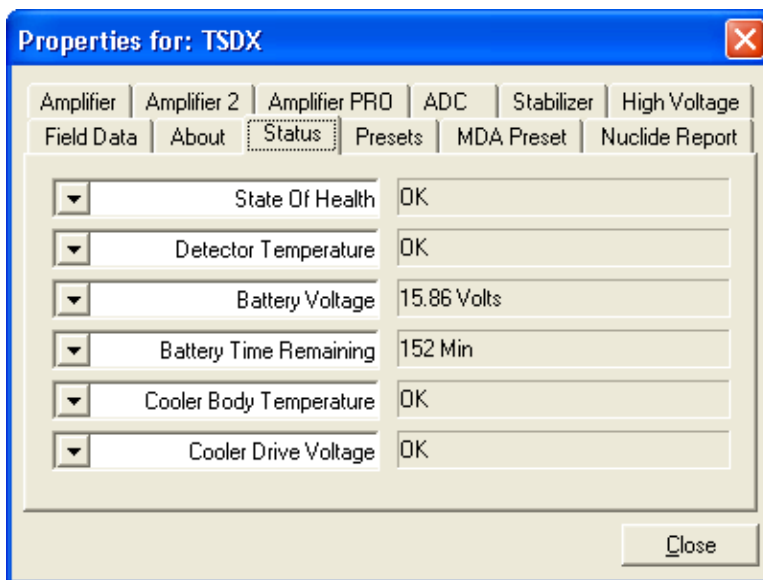 Properties for: TSDX
Amplifier Amplifier 2 Amplifier PRO ADC Stabilizer High Voltage
Field Data About Status Presets MDA Preset Nuclide Report
State Of Health OK
Detector Temperature OK
Battery Voltage 15.86 Volts
Battery Time Remaining 152 Min
Cooler Body Temperature OK
Cooler Drive Voltage OK
Close